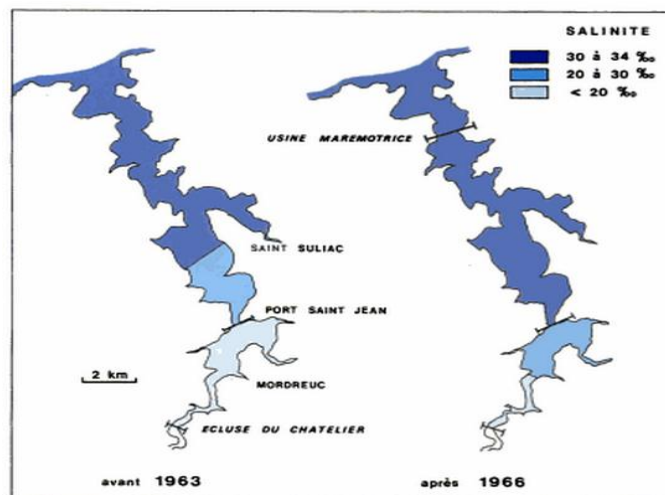 SALINITE
30 à 34 ‰
20 à 30 ‰
< 20 ‰
USINE MAREMOTRICE
SAINT SULIAC
PORT SAINT JEAN
2 km
MORDREUC
ECLUSE DU CHATELIER
avant 1963
après 1966